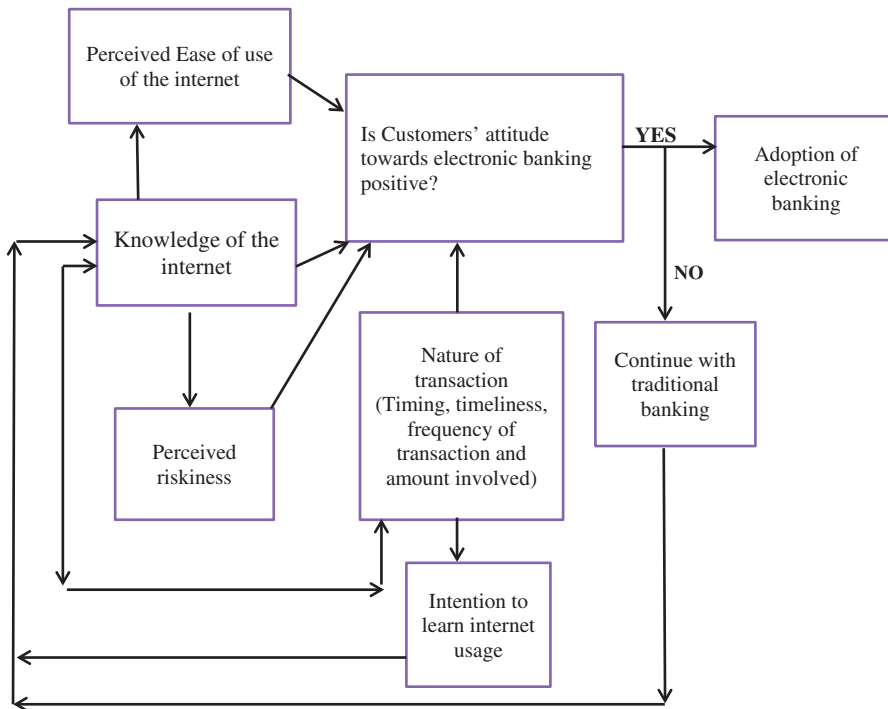 Perceived Ease of use
of the internet
Is Customers’ attitude
towards electronic banking
positive?
YES
Adoption of
electronic
banking
Knowledge of the
internet
NO
Nature of
transaction
(Timing, timeliness,
frequency of
transaction and
amount involved)
Continue with
traditional
banking
Perceived
riskiness
Intention to
learn internet
usage